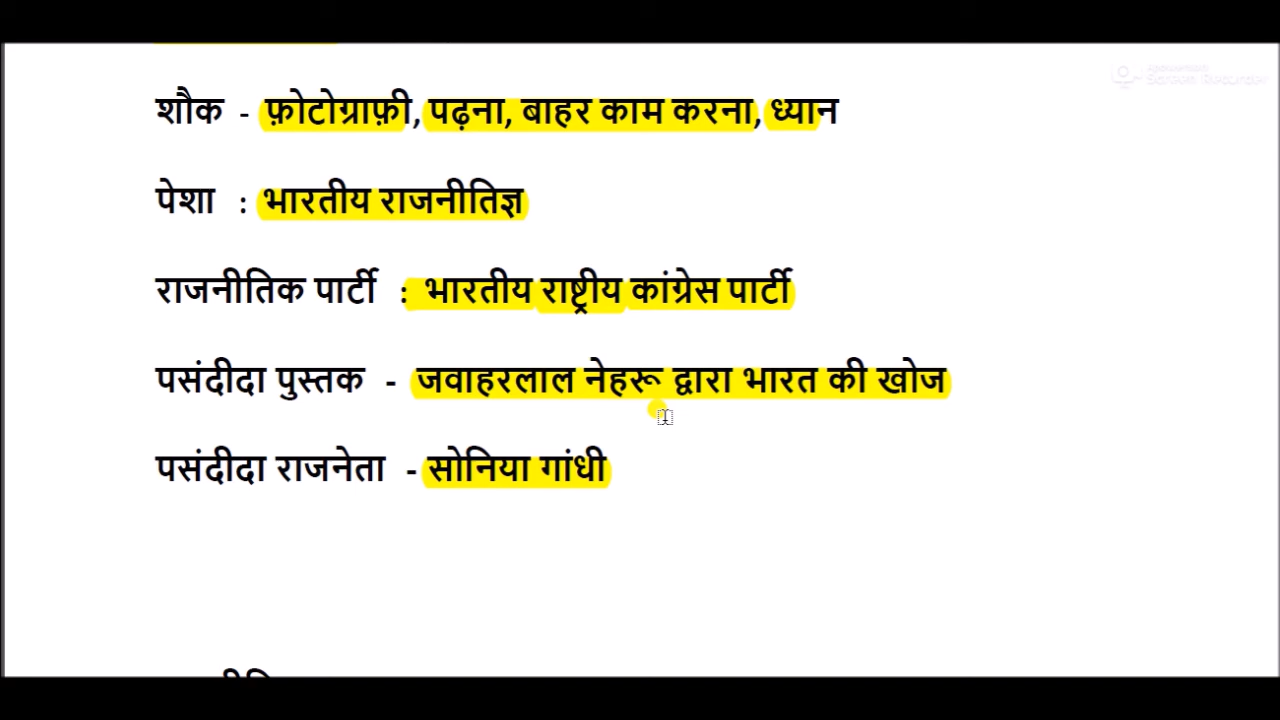 शौक - फ़ोटोग्राफ़ी, पढ़ना, बाहर काम करना, ध्यान
पेशा : भारतीय राजनीतिज्ञ
राजनीतिक पार्टी : भारतीय राष्ट्रीय कांग्रेस पार्टी
पसंदीदा पुस्तक - जवाहरलाल नेहरू द्वारा भारत की खोज
पसंदीदा राजनेता - सोनिया गांधी